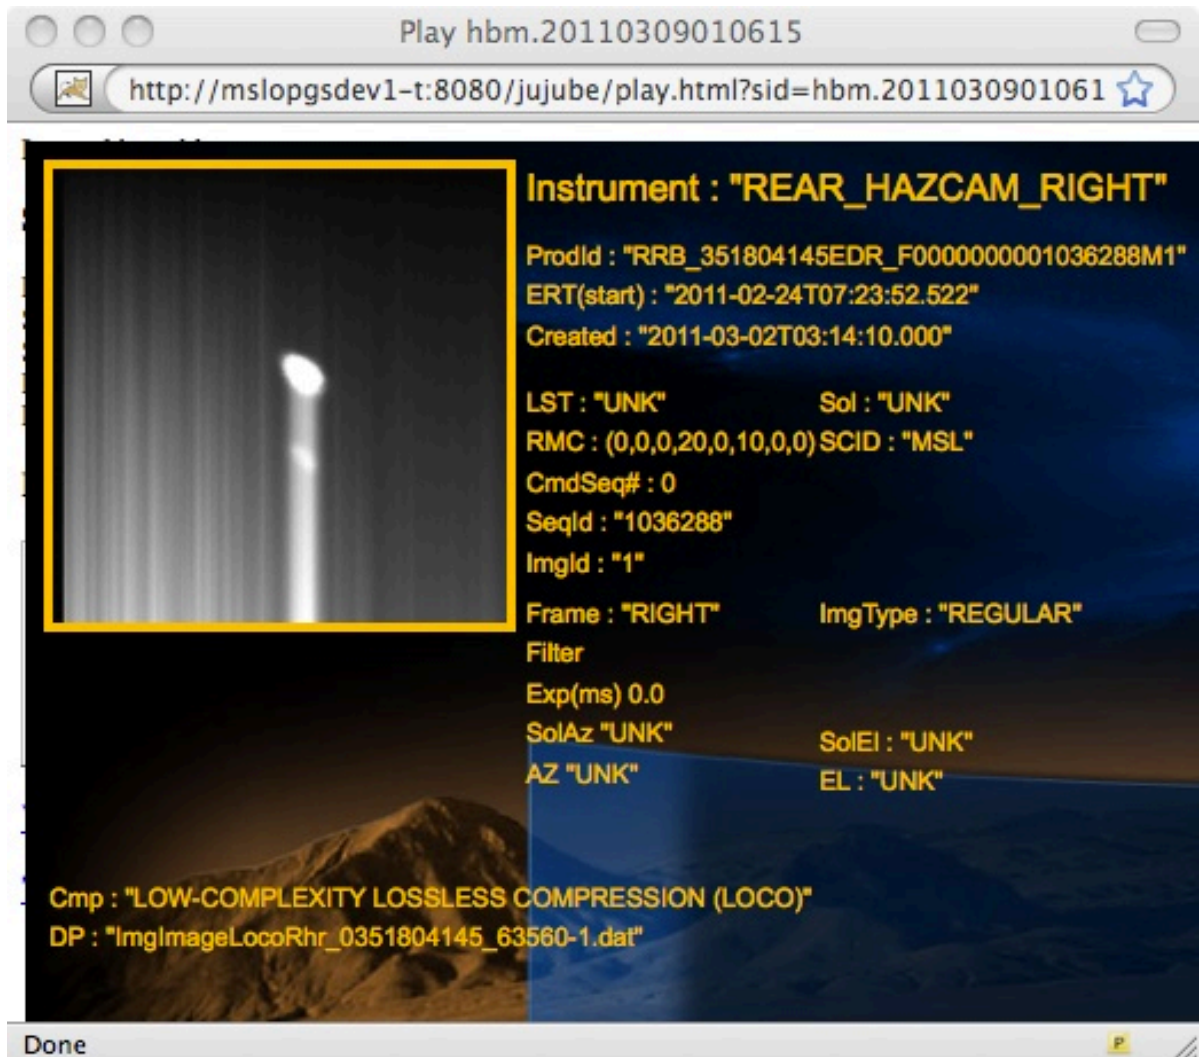 Play hbm.20110309010615
http://mslopgsdev1-t:8080/jujube/play.html?sid=hbm.2011030901061
Instrument : "REAR_HAZCAM_RIGHT"
ProdId : "RRB_351804145EDR_F0000000001036288M1"
ERT(start) : "2011-02-24T07:23:52.522"
Created : "2011-03-02T03:14:10.000"
LST : "UNK" Sol : "UNK"
RMC : (0,0,0,20,0,10,0,0) SCID : "MSL"
CmdSeq# : 0
SeqId : "1036288"
ImgId : "1"
Frame : "RIGHT" ImgType : "REGULAR"
Filter
Exp(ms) 0.0
SolAz "UNK" SolEl : "UNK"
AZ "UNK" EL : "UNK"
Cmp : "LOW-COMPLEXITY LOSSLESS COMPRESSION (LOCO)"
DP : "ImgImageLocoRhr_0351804145_63560-1.dat"
Done
P